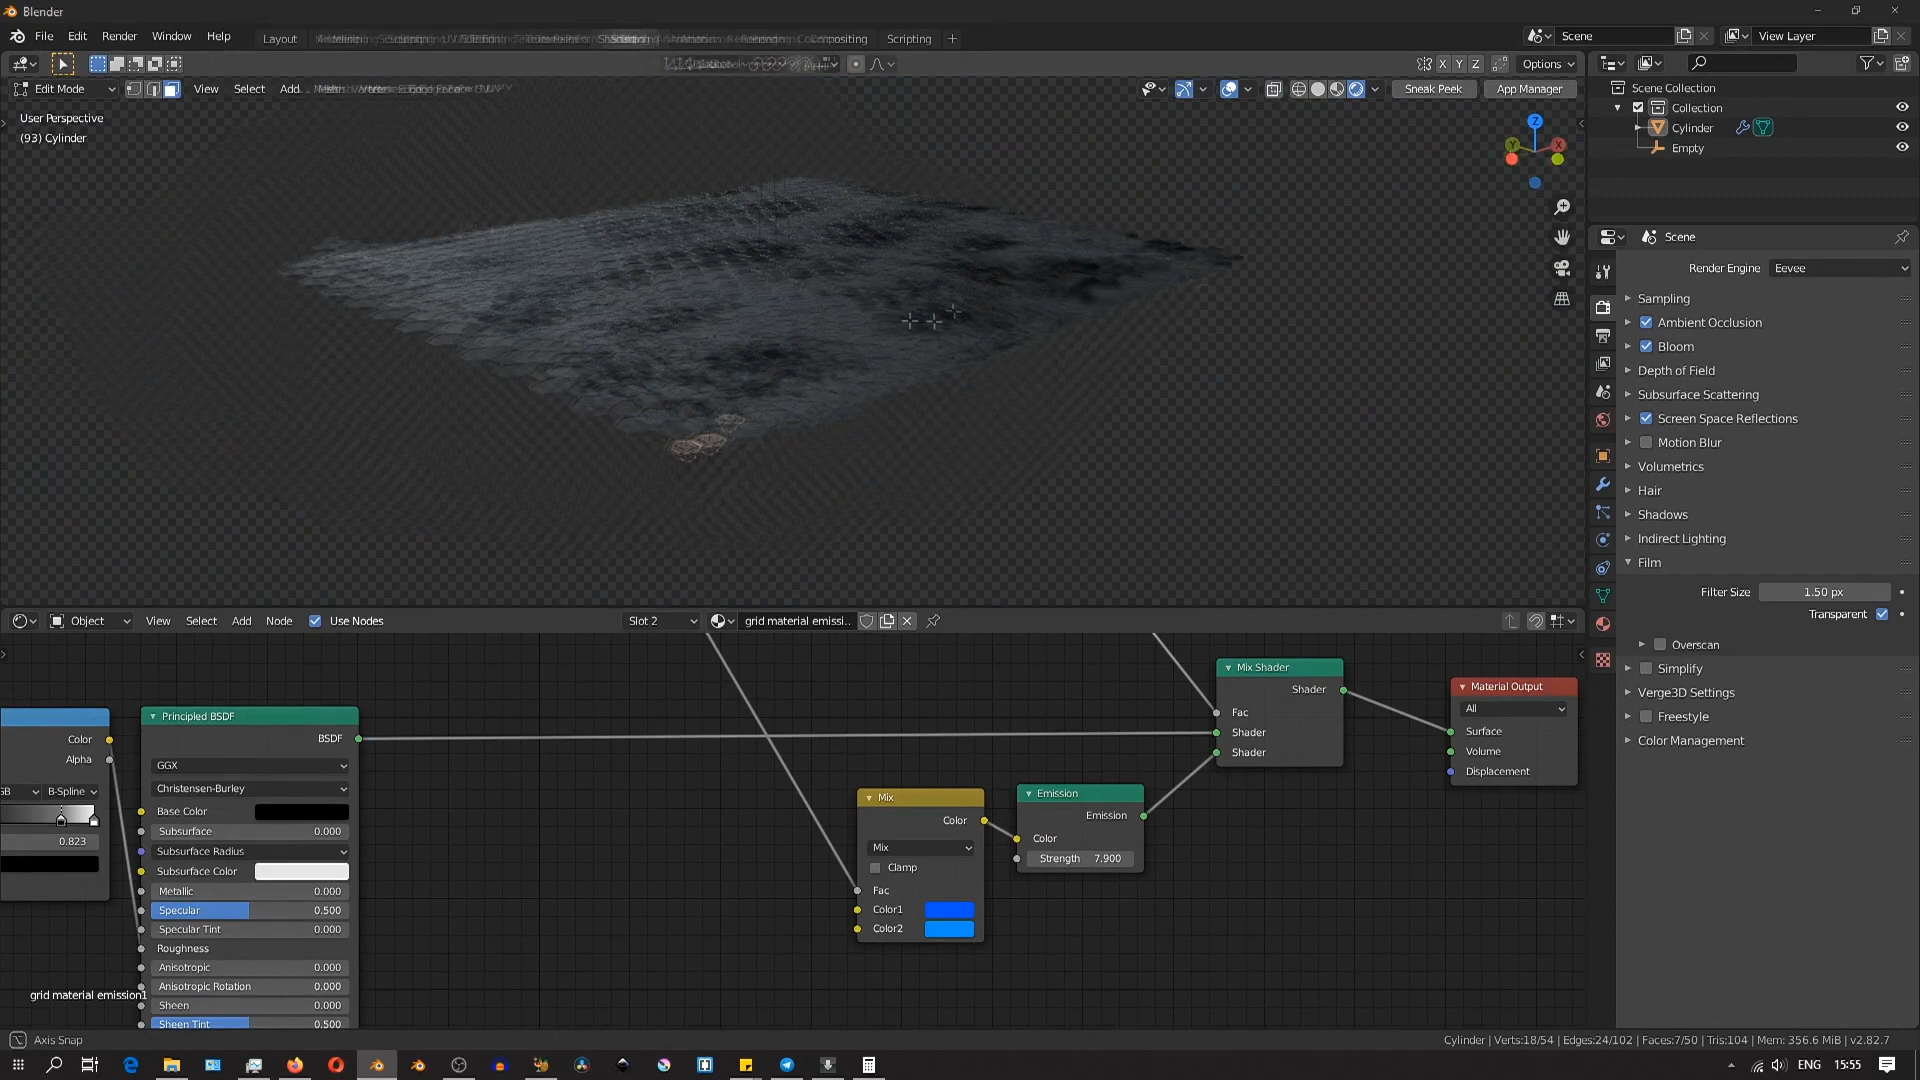 Blender
File Edit Render Window Help
Layout
Shading
Compositing
Scripting
Scene
View Layer
X Y Z
Options
Edit Mode
View Select Add
Sneak Peek
App Manager
User Perspective
(93) Cylinder
Z
Y
X
Scene Collection
Collection
Cylinder
Empty
Scene
Render Engine
Eevee
Sampling
Ambient Occlusion
Bloom
Depth of Field
Subsurface Scattering
Screen Space Reflections
Motion Blur
Volumetrics
Hair
Shadows
Indirect Lighting
Film
Filter Size
1.50 px
Transparent
Overscan
Simplify
Verge3D Settings
Freestyle
Color Management
Object
View Select Add Node
Use Nodes
Slot 2
grid material emissi..
Color
Alpha
GB
B-Spline
0.823
Principled BSDF
BSDF
GGX
Christensen-Burley
Base Color
Subsurface 0.000
Subsurface Radius
Subsurface Color
Metallic 0.000
Specular 0.500
Specular Tint 0.000
Roughness
Anisotropic 0.000
Anisotropic Rotation 0.000
Sheen 0.000
Sheen Tint 0.500
grid material emission1
Mix
Color
Mix
Clamp
Fac
Color1
Color2
Emission
Emission
Color
Strength 7.900
Mix Shader
Shader
Fac
Shader
Shader
Material Output
All
Surface
Volume
Displacement
Axis Snap
Cylinder | Verts:18/54 | Edges:24/102 | Faces:7/50 | Tris:104 | Mem: 356.6 MiB | v2.82.7
ENG 15:55